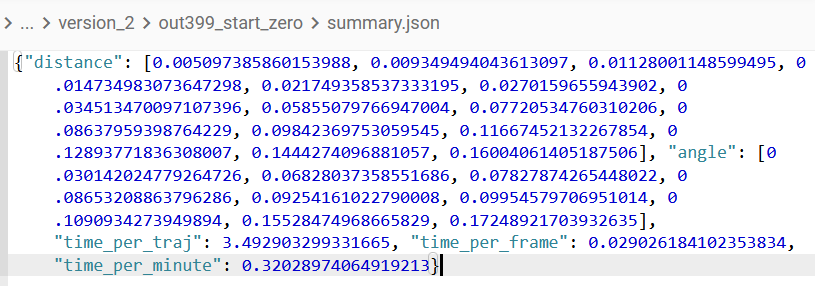 ... version_2 out399_start_zero summary.json
{"distance": [0.005097385860153988, 0.009349494043613097, 0.01128001148599495, 0
.014734983073647298, 0.021749358537333195, 0.0270159655943902, 0
.034513470097107396, 0.05855079766947004, 0.07720534760310206, 0
.08637959398764229, 0.09842369753059545, 0.11667452132267854, 0
.12893771836308007, 0.1444274096881057, 0.16004061405187506], "angle": [0
.030142024779264726, 0.06828037358551686, 0.07827874265448022, 0
.08653208863796286, 0.09254161022790008, 0.09954579706951014, 0
.1090934273949894, 0.15528474968665829, 0.17248921703932635],
"time_per_traj": 3.492903299331665, "time_per_frame": 0.029026184102353834,
"time_per_minute": 0.32028974064919213}